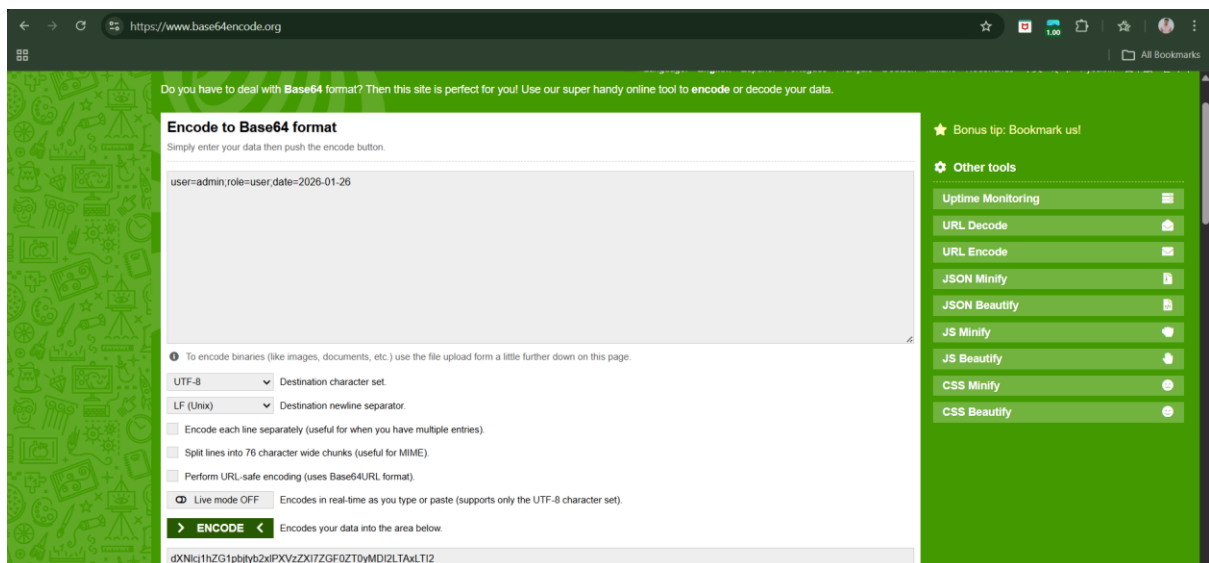 https://www.base64encode.org
1.00
All Bookmarks
Do you have to deal with Base64 format? Then this site is perfect for you! Use our super handy online tool to encode or decode your data.
Encode to Base64 format
Simply enter your data then push the encode button.
user=admin;role=user;date=2026-01-26
To encode binaries (like images, documents, etc.) use the file upload form a little further down on this page.
UTF-8 Destination character set.
LF (Unix) Destination newline separator.
Encode each line separately (useful for when you have multiple entries).
Split lines into 76 character wide chunks (useful for MIME).
Perform URL-safe encoding (uses Base64URL format).
Live mode OFF Encodes in real-time as you type or paste (supports only the UTF-8 character set).
> ENCODE < Encodes your data into the area below.
Bonus tip: Bookmark us!
Other tools
Uptime Monitoring
URL Decode
URL Encode
JSON Minify
JSON Beautify
JS Minify
JS Beautify
CSS Minify
CSS Beautify